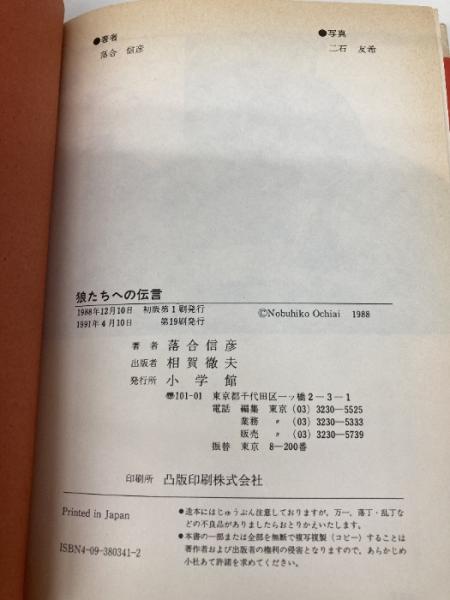 ●著者
落合 信彦
●写真
二石 友希
狼たちへの伝言
1988年12月10日 初版第1刷発行
1991年4月10日 第19刷発行
©Nobuhiko Ochiai 1988
著者 落合信彦
出版者 相賀徹夫
発行所 小学館
〠101-01 東京都千代田区一ッ橋2-3-1
電話 編集 東京(03)3230-5525
業務 〃 (03)3230-5333
販売 〃 (03)3230-5739
振替 東京 8-200番
印刷所 凸版印刷株式会社
Printed in Japan
ISBN4-09-380341-2
●造本にはじゅうぶん注意しておりますが、万一、落丁・乱丁な
どの不良品がありましたらおとりかえいたします。
●本書の一部または全部を無断で複写複製（コピー）することは
著作者および出版者の権利の侵害となりますので、あらかじめ
小社あて許諾を求めてください。